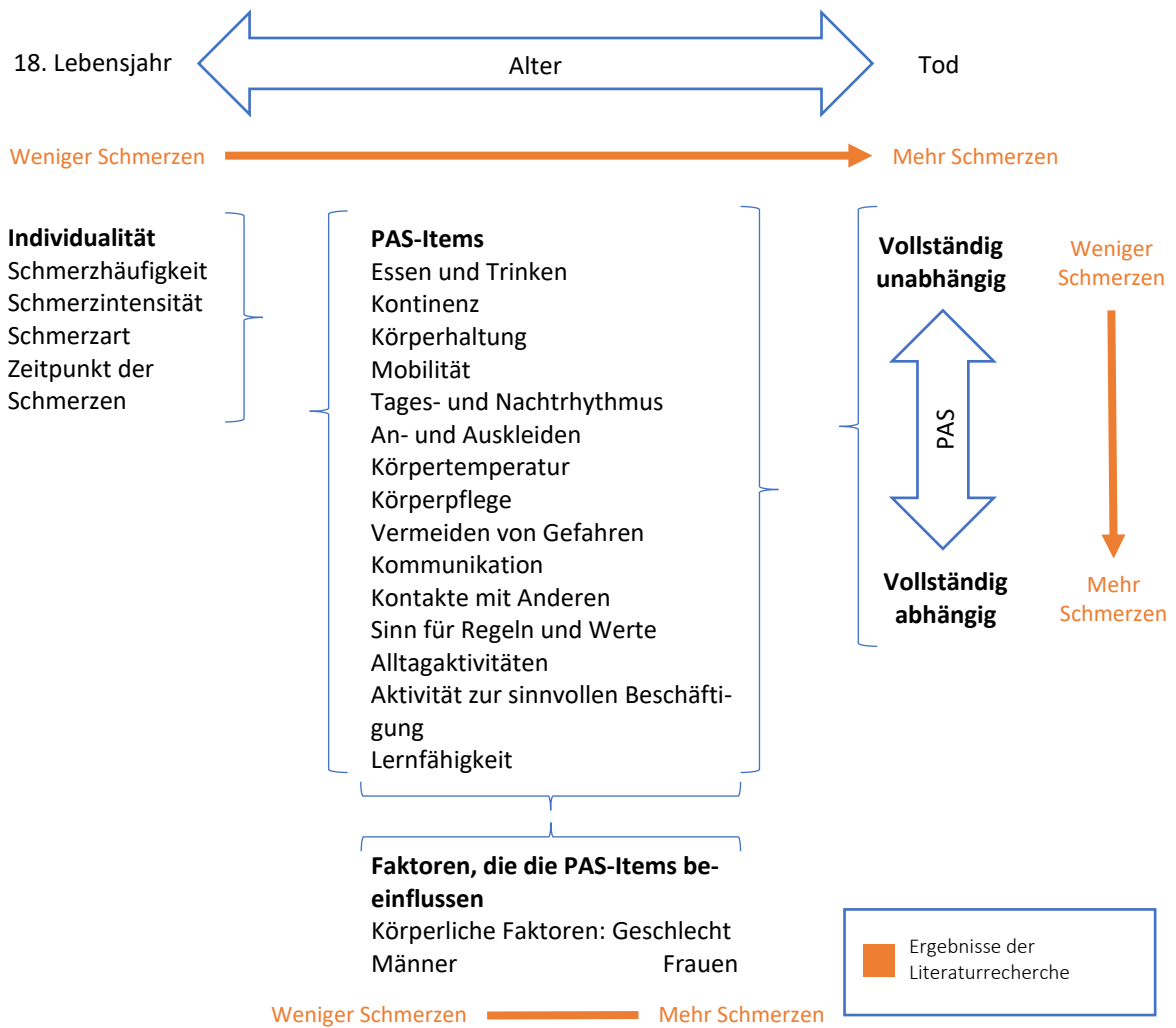 18. Lebensjahr
Alter
Tod
Weniger Schmerzen
Mehr Schmerzen
Individualität
Schmerzhäufigkeit
Schmerzintensität
Schmerzart
Zeitpunkt der
Schmerzen
PAS-Items
Essen und Trinken
Kontinenz
Körperhaltung
Mobilität
Tages- und Nachtrhythmus
An- und Auskleiden
Körpertemperatur
Körperpflege
Vermeiden von Gefahren
Kommunikation
Kontakte mit Anderen
Sinn für Regeln und Werte
Alltagaktivitäten
Aktivität zur sinnvollen Beschäfti-
gung
Lernfähigkeit
Vollständig
unabhängig
PAS
Vollständig
abhängig
Weniger
Schmerzen
Mehr
Schmerzen
Faktoren, die die PAS-Items be-
einflussen
Körperliche Faktoren: Geschlecht
Männer Frauen
Weniger Schmerzen Mehr Schmerzen
Ergebnisse der
Literaturrecherche